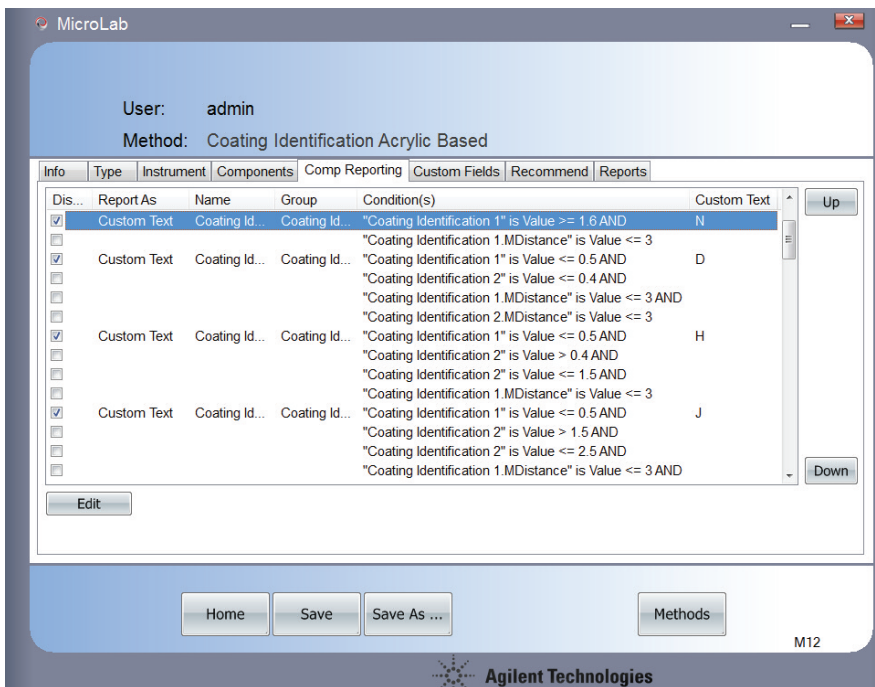 MicroLab
User: admin
Method: Coating Identification Acrylic Based
Info Type Instrument Components Comp Reporting Custom Fields Recommend Reports
Dis... Report As Name Group Condition(s) Custom Text Up
Custom Text Coating Id... Coating Id... "Coating Identification 1" is Value >= 1.6 AND N
"Coating Identification 1.MDistance" is Value <= 3
Custom Text Coating Id... Coating Id... "Coating Identification 1" is Value <= 0.5 AND D
"Coating Identification 2" is Value <= 0.4 AND
"Coating Identification 1.MDistance" is Value <= 3 AND
"Coating Identification 2.MDistance" is Value <= 3
Custom Text Coating Id... Coating Id... "Coating Identification 1" is Value <= 0.5 AND H
"Coating Identification 2" is Value > 0.4 AND
"Coating Identification 2" is Value <= 1.5 AND
"Coating Identification 1.MDistance" is Value <= 3
Custom Text Coating Id... Coating Id... "Coating Identification 1" is Value <= 0.5 AND J
"Coating Identification 2" is Value > 1.5 AND
"Coating Identification 2" is Value <= 2.5 AND
"Coating Identification 1.MDistance" is Value <= 3 AND Down
Edit
Home Save Save As ... Methods
M12
Agilent Technologies